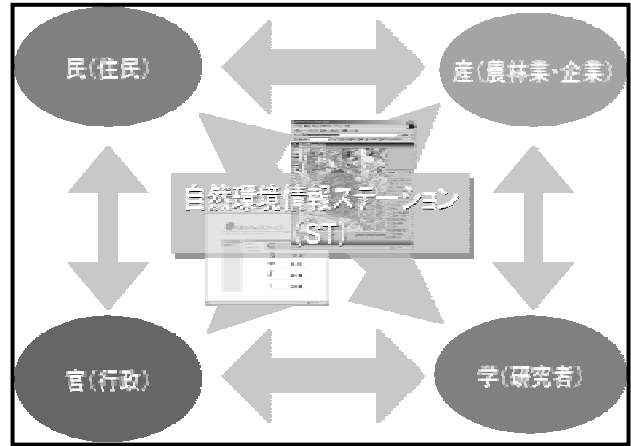 民(住民)
産(農林業・企業)
自然環境情報ステーション
(ST)
官(行政)
学(研究者)